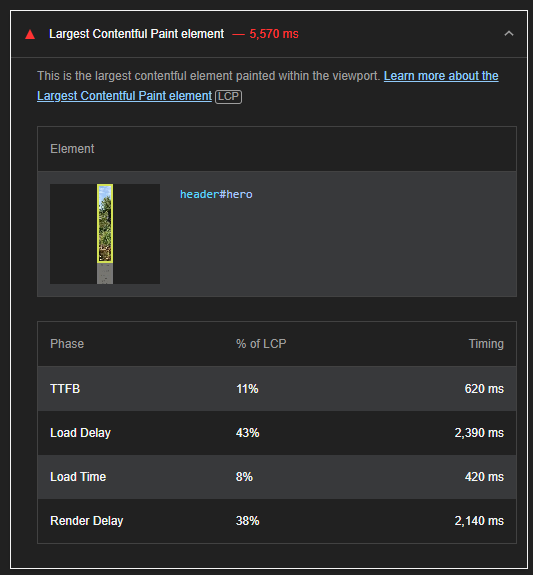 Largest Contentful Paint element — 5,570 ms
This is the largest contentful element painted within the viewport. Learn more about the
Largest Contentful Paint element LCP
Element
header#hero
Phase % of LCP Timing
TTFB 11% 620 ms
Load Delay 43% 2,390 ms
Load Time 8% 420 ms
Render Delay 38% 2,140 ms